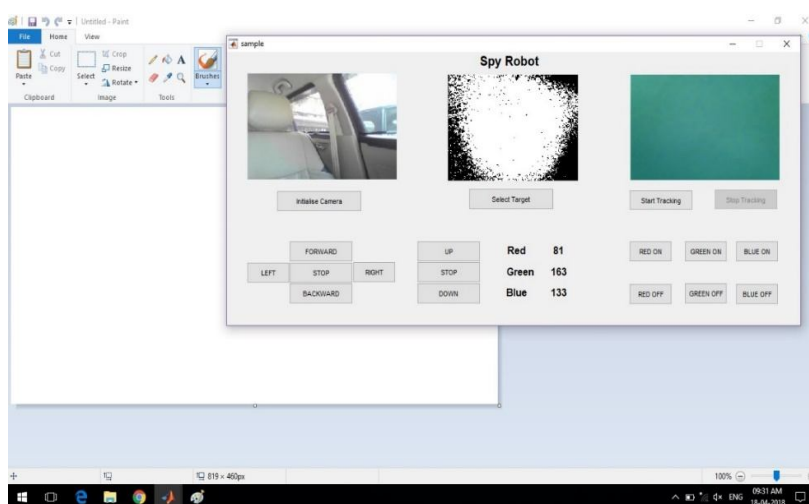 Untitled - Paint
File Home View
Paste
Cut
Copy
Clipboard
Select
Crop
Resize
Rotate
Image
Tools
Brushes
sample
Spy Robot
Initialise Camera
Select Target
Start Tracking
Stop Tracking
FORWARD
LEFT STOP RIGHT
BACKWARD
UP
STOP
DOWN
Red 81
Green 163
Blue 133
RED ON GREEN ON BLUE ON
RED OFF GREEN OFF BLUE OFF
819 × 460px
100%
ENG
09:31 AM
18-04-2018